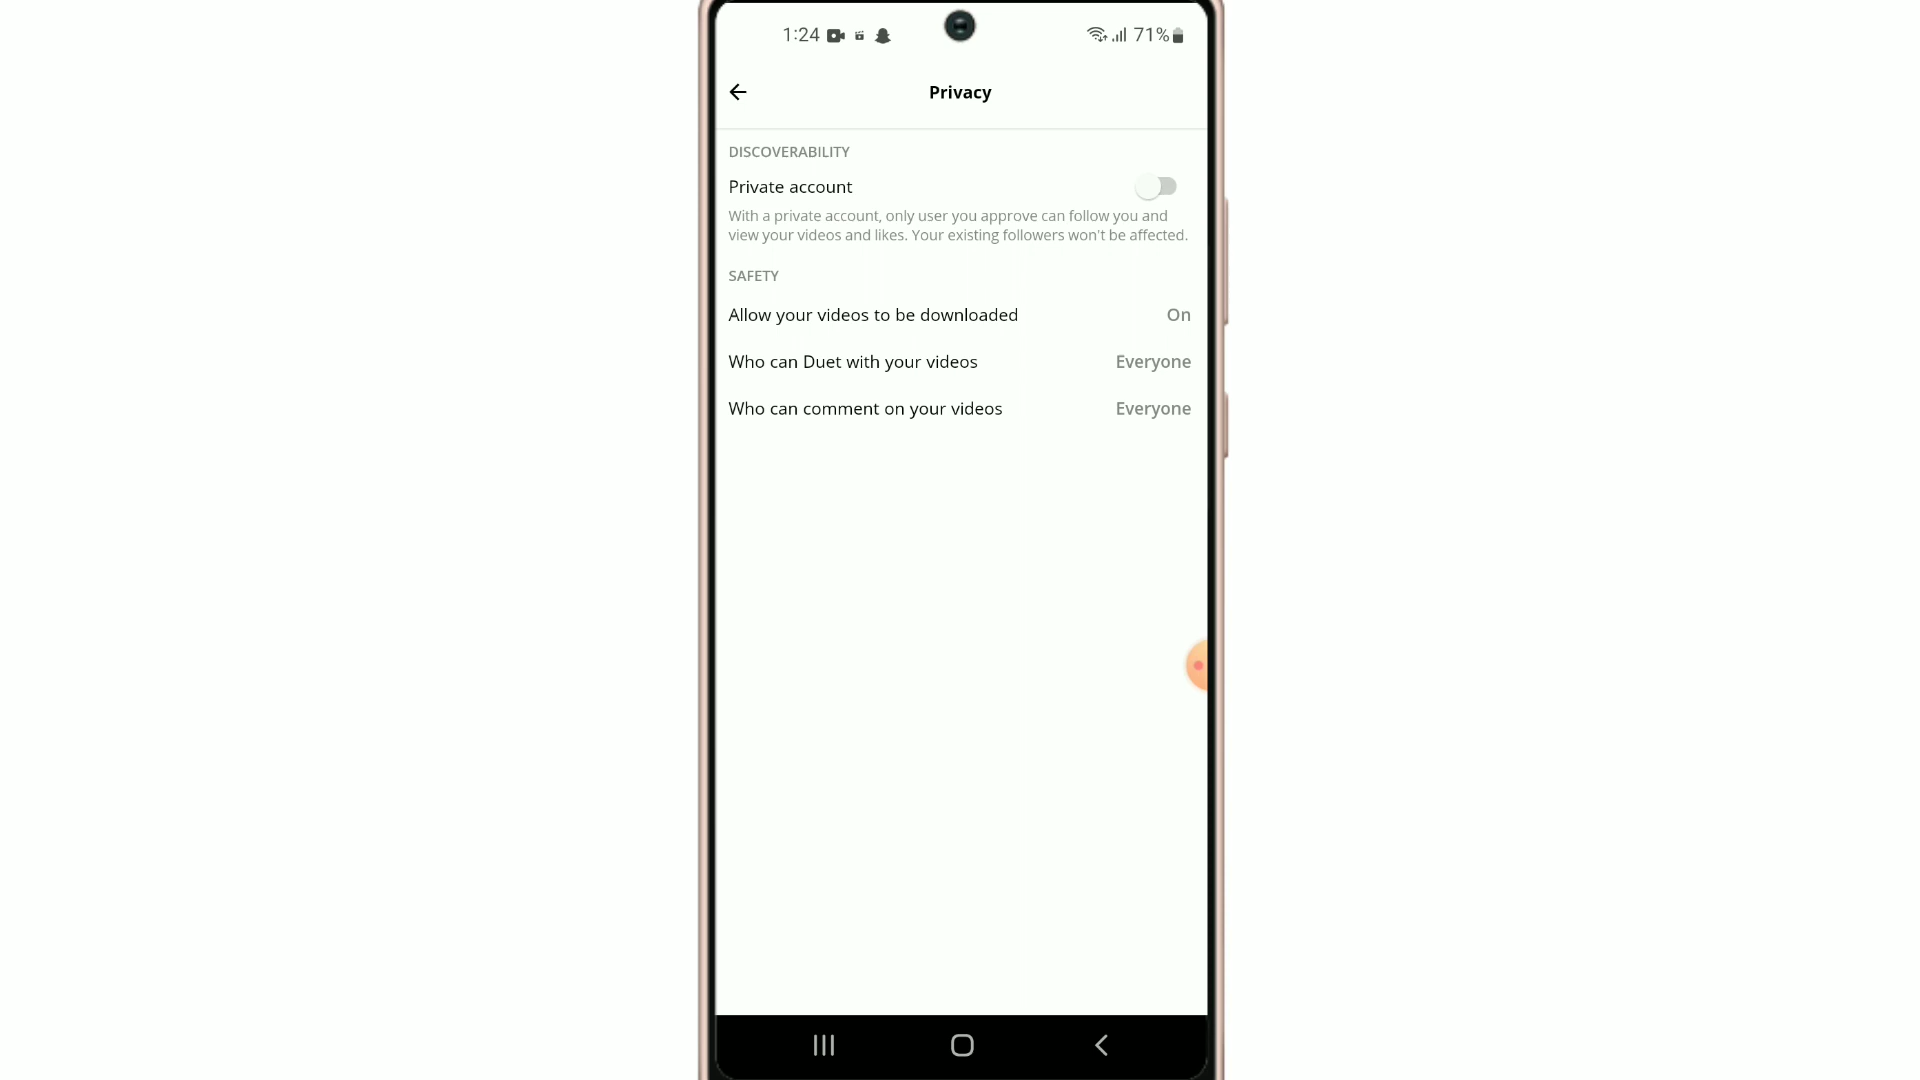 1:24 71%
Privacy
DISCOVERABILITY
Private account
With a private account, only user you approve can follow you and
view your videos and likes. Your existing followers won't be affected.
SAFETY
Allow your videos to be downloaded On
Who can Duet with your videos Everyone
Who can comment on your videos Everyone